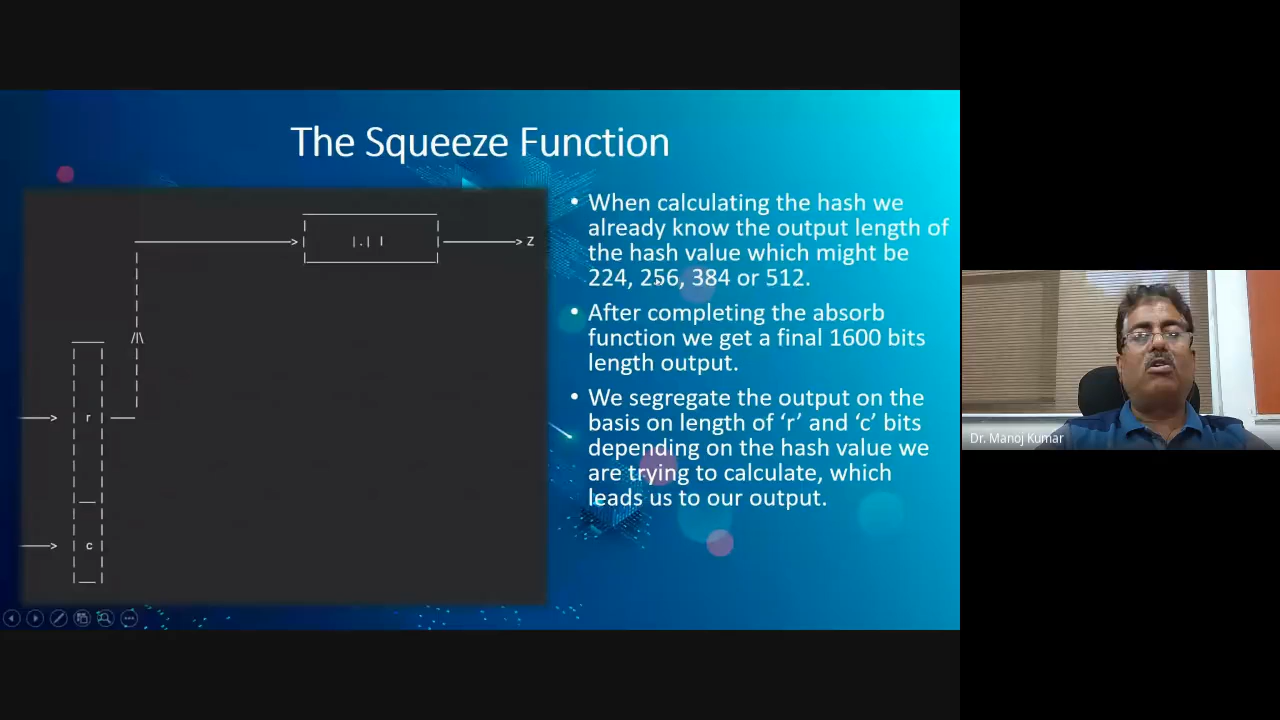 The Squeeze Function
|.| |
> Z
r
c
• When calculating the hash we
already know the output length of
the hash value which might be
224, 256, 384 or 512.
• After completing the absorb
function we get a final 1600 bits
length output.
• We segregate the output on the
basis on length of ‘r’ and ‘c’ bits
depending on the hash value we
are trying to calculate, which
leads us to our output.
Dr. Manoj Kumar